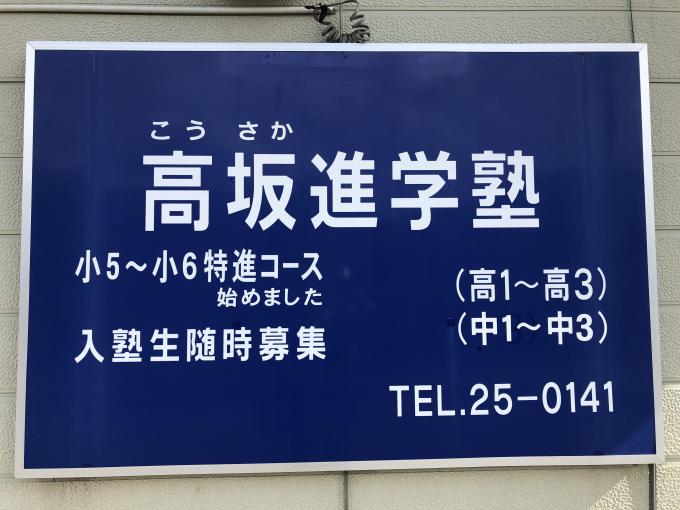 こう さか
高坂進学塾
小5〜小6特進コース
始めました
入塾生随時募集
(高1〜高3)
(中1〜中3)
TEL.25-0141